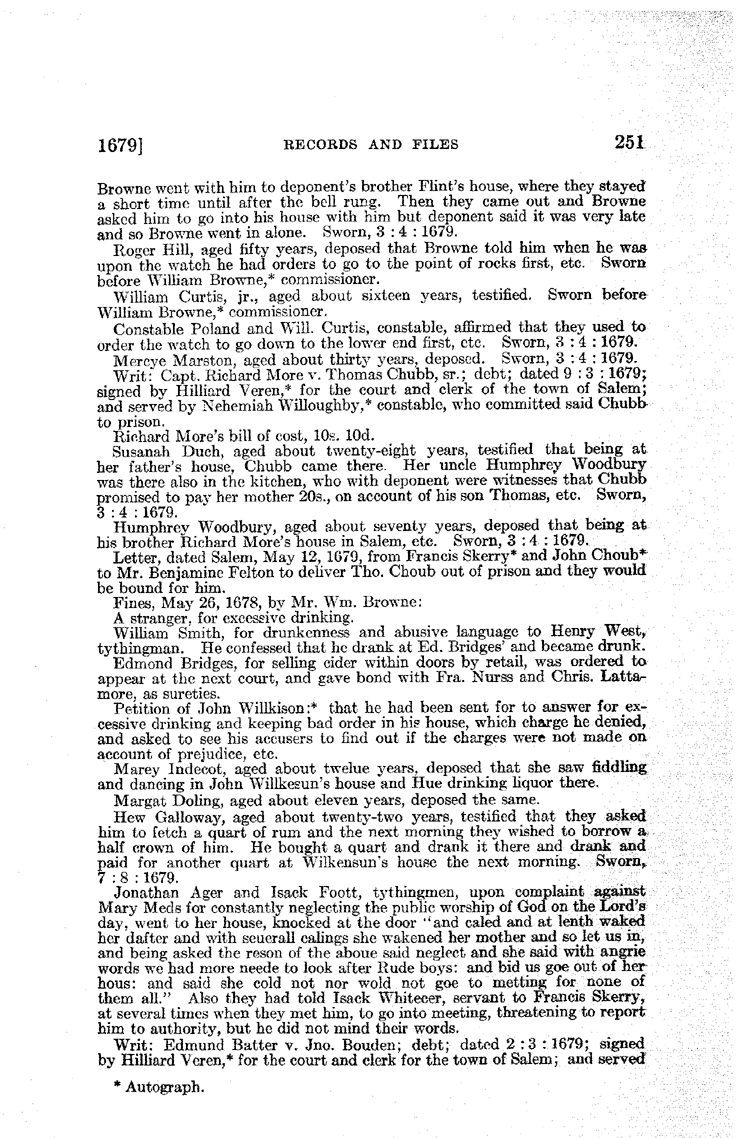 1679] RECORDS AND FILES 251
Browne went with him to deponent's brother Flint's house, where they stayed
a short time until after the bell rung. Then they came out and Browne
asked him to go into his house with him but deponent said it was very late
and so Browne went in alone. Sworn, 3 : 4 : 1679.
Roger Hill, aged fifty years, deposed that Browne told him when he was
upon the watch he had orders to go to the point of rocks first, etc. Sworn
before William Browne,* commissioner.
William Curtis, jr., aged about sixteen years, testified. Sworn before
William Browne,* commissioner.
Constable Poland and Will. Curtis, constable, affirmed that they used to
order the watch to go down to the lower end first, etc. Sworn, 3 : 4 : 1679.
Mercye Marston, aged about thirty years, deposed. Sworn, 3 : 4 : 1679.
Writ: Capt. Richard More v. Thomas Chubb, sr.; debt; dated 9 : 3 : 1679;
signed by Hilliard Veren,* for the court and clerk of the town of Salem;
and served by Nehemiah Willoughby,* constable, who committed said Chubb
to prison.
Richard More's bill of cost, 10s. 10d.
Susanah Duch, aged about twenty-eight years, testified that being at
her father's house, Chubb came there. Her uncle Humphrey Woodbury
was there also in the kitchen, who with deponent were witnesses that Chubb
promised to pay her mother 20s., on account of his son Thomas, etc. Sworn,
3 : 4 : 1679.
Humphrey Woodbury, aged about seventy years, deposed that being at
his brother Richard More's house in Salem, etc. Sworn, 3 : 4 : 1679.
Letter, dated Salem, May 12, 1679, from Francis Skerry* and John Choub*
to Mr. Benjamine Felton to deliver Tho. Choub out of prison and they would
be bound for him.
Fines, May 26, 1678, by Mr. Wm. Browne:
A stranger, for excessive drinking.
William Smith, for drunkenness and abusive language to Henry West,
tythingman. He confessed that he drank at Ed. Bridges' and became drunk.
Edmond Bridges, for selling cider within doors by retail, was ordered to
appear at the next court, and gave bond with Fra. Nurss and Chris. Latta-
more, as sureties.
Petition of John Willkison:* that he had been sent for to answer for ex-
cessive drinking and keeping bad order in his house, which charge he denied,
and asked to see his accusers to find out if the charges were not made on
account of prejudice, etc.
Marey Indecot, aged about twelue years, deposed that she saw fiddling
and dancing in John Willkesun's house and Hue drinking liquor there.
Margat Doling, aged about eleven years, deposed the same.
Hew Galloway, aged about twenty-two years, testified that they asked
him to fetch a quart of rum and the next morning they wished to borrow a
half crown of him. He bought a quart and drank it there and drank and
paid for another quart at Wilkensun's house the next morning. Sworn,
7 : 8 : 1679.
Jonathan Ager and Isack Foott, tythingmen, upon complaint against
Mary Meds for constantly neglecting the public worship of God on the Lord's
day, went to her house, knocked at the door "and caled and at lenth waked
her dafter and with seuerall calings she wakened her mother and so let us in,
and being asked the reson of the aboue said neglect and she said with angrie
words we had more neede to look after Rude boys: and bid us goe out of her
hous: and said she cold not nor wold not goe to metting for none of
them all." Also they had told Isack Whitecer, servant to Francis Skerry,
at several times when they met him, to go into meeting, threatening to report
him to authority, but he did not mind their words.
Writ: Edmund Batter v. Jno. Bouden; debt; dated 2 : 3 : 1679; signed
by Hilliard Veren,* for the court and clerk for the town of Salem; and served
* Autograph.